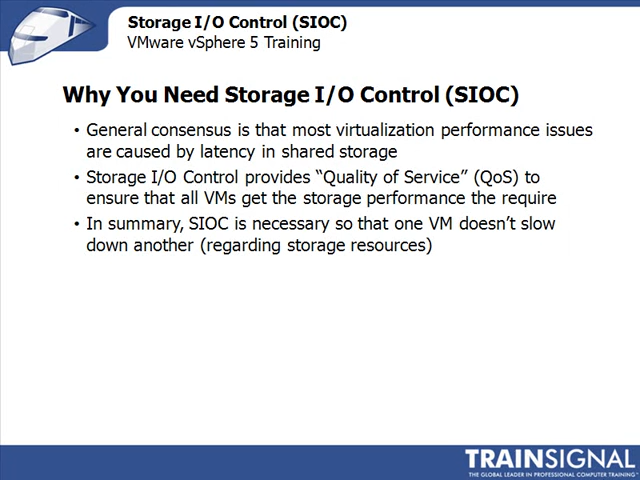 Storage I/O Control (SIOC)
VMware vSphere 5 Training
Why You Need Storage I/O Control (SIOC)
• General consensus is that most virtualization performance issues
are caused by latency in shared storage
• Storage I/O Control provides “Quality of Service” (QoS) to
ensure that all VMs get the storage performance the require
• In summary, SIOC is necessary so that one VM doesn’t slow
down another (regarding storage resources)
TRAINSIGNAL
THE GLOBAL LEADER IN PROFESSIONAL COMPUTER TRAINING